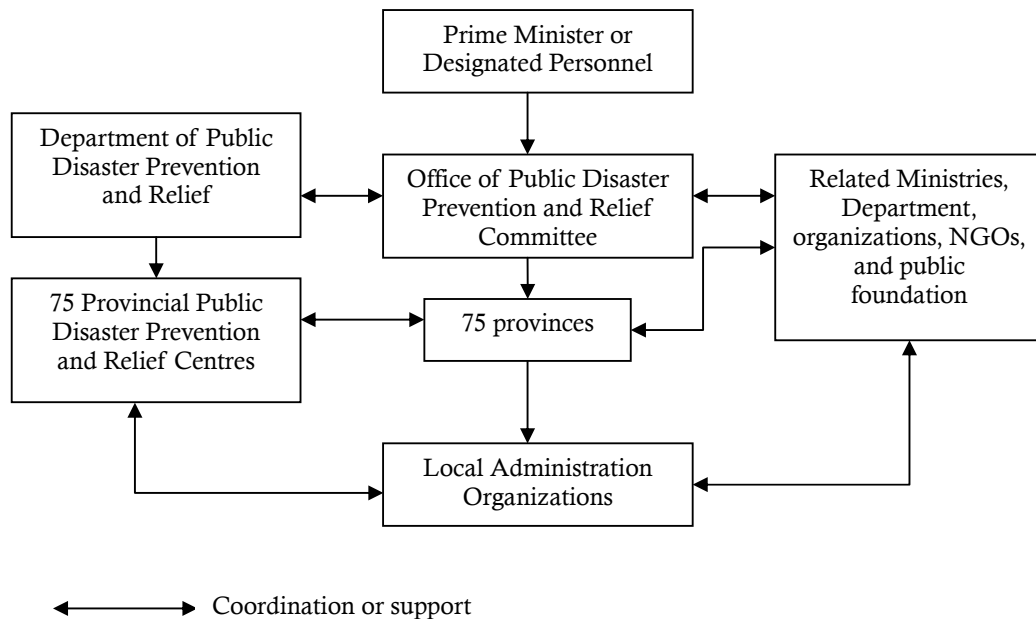 Prime Minister or
Designated Personnel
Department of Public
Disaster Prevention
and Relief
Office of Public Disaster
Prevention and Relief
Committee
Related Ministries,
Department,
organizations, NGOs,
and public
foundation
75 Provincial Public
Disaster Prevention
and Relief Centres
75 provinces
Local Administration
Organizations
Coordination or support